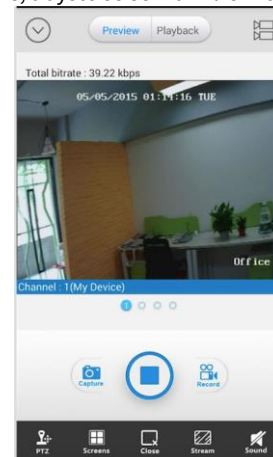 Preview Playback
Total bitrate : 39.22 kbps
05/05/2015 01:14:16 TUE
Office
Channel : 1(My Device)
1
Capture
Record
PTZ Screens Close Stream Sound